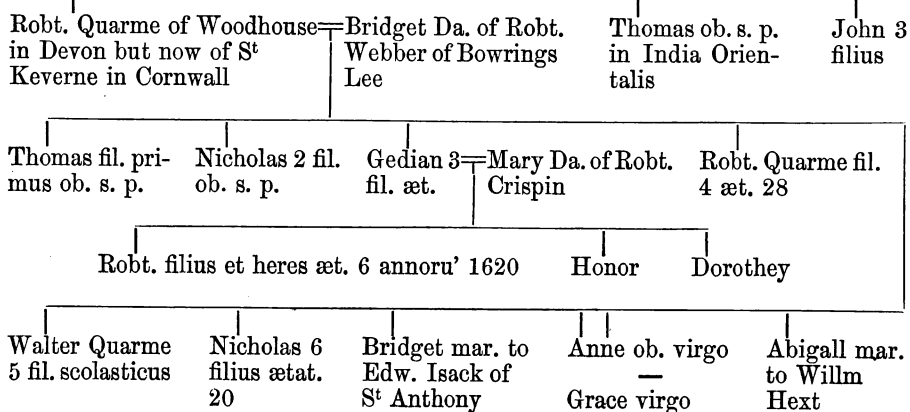 Robt. Quarme of Woodhouse
in Devon but now of St
Keverne in Cornwall
Bridget Da. of Robt.
Webber of Bowrings
Lee
Thomas ob. s. p.
in India Orien-
talis
John 3
filius
Thomas fil. pri-
mus ob. s. p.
Nicholas 2 fil.
ob. s. p.
Gedian 3
fil. æt.
Mary Da. of Robt.
Crispin
Robt. Quarme fil.
4 æt. 28
Robt. filius et heres æt. 6 annoru' 1620
Honor
Dorothey
Walter Quarme
5 fil. scolasticus
Nicholas 6
filius ætat.
20
Bridget mar. to
Edw. Isack of
St Anthony
Anne ob. virgo
—
Grace virgo
Abigall mar.
to Willm
Hext